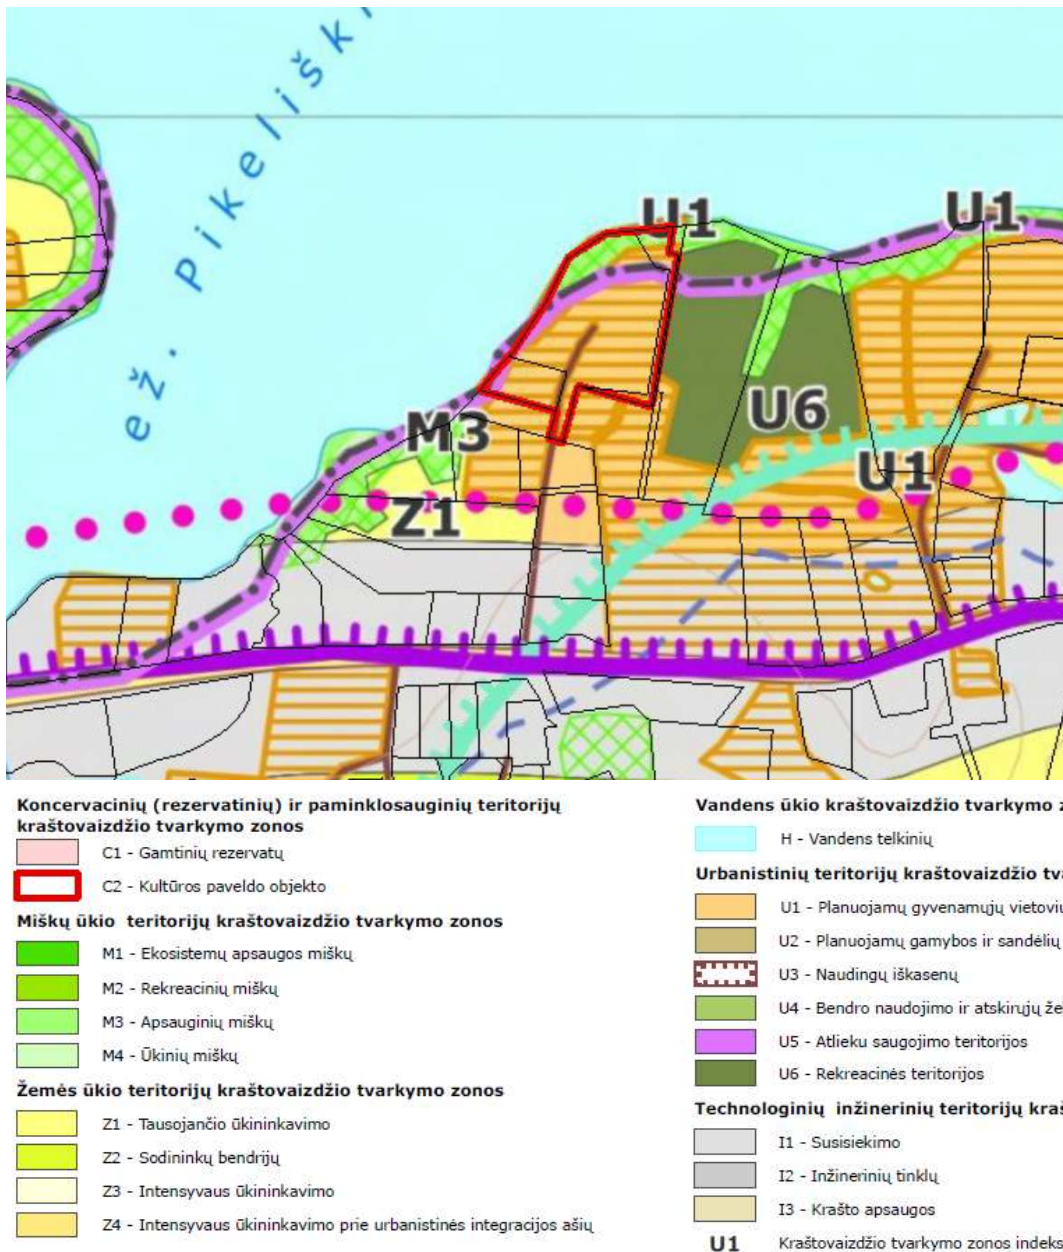 ež. Pikelišk
U1
U1
M3
U6
U1
Z1
Koncervacinių (rezervatinių) ir paminklosauginių teritorijų
kraštovaizdžio tvarkymo zonos
C1 - Gamtinių rezervatų
C2 - Kultūros paveldo objekto
Miškų ūkio teritorijų kraštovaizdžio tvarkymo zonos
M1 - Ekosistemų apsaugos miškų
M2 - Rekreacinių miškų
M3 - Apsauginių miškų
M4 - Ūkinių miškų
Žemės ūkio teritorijų kraštovaizdžio tvarkymo zonos
Z1 - Tausojančio ūkininkavimo
Z2 - Sodininkų bendrijų
Z3 - Intensyvaus ūkininkavimo
Z4 - Intensyvaus ūkininkavimo prie urbanistinės integracijos ašių
Vandens ūkio kraštovaizdžio tvarkymo
H - Vandens telkinių
Urbanistinių teritorijų kraštovaizdžio tv
U1 - Planuojamų gyvenamųjų vietovių
U2 - Planuojamų gamybos ir sandėlių
U3 - Naudingų iškasenų
U4 - Bendro naudojimo ir atskirųjų že
U5 - Atlieku saugojimo teritorijos
U6 - Rekreacinės teritorijos
Technologinių inžinerinių teritorijų kra
I1 - Susisiekimo
I2 - Inžinerinių tinklų
I3 - Krašto apsaugos
U1 Kraštovaizdžio tvarkymo zonos indeks